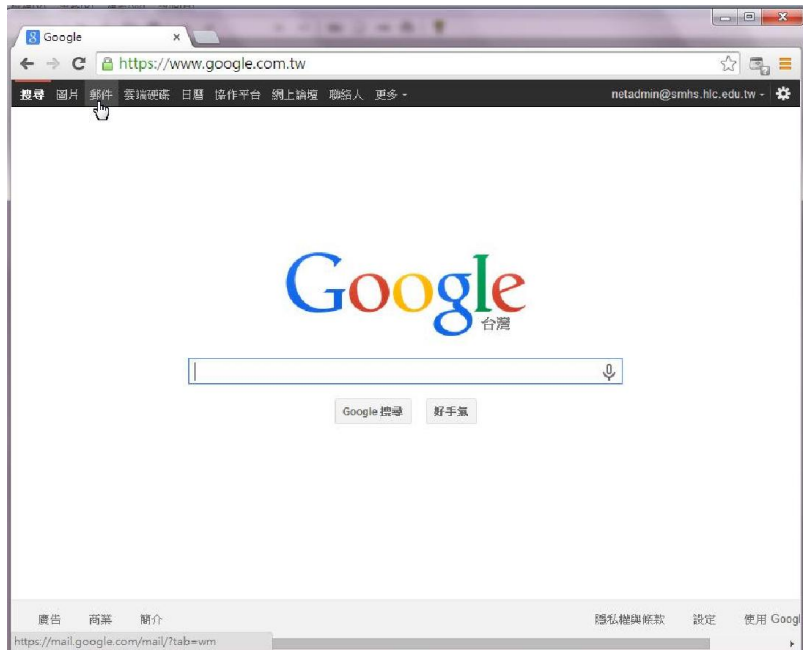 Google
https://www.google.com.tw
搜尋 圖片 郵件 雲端硬碟 日曆 協作平台 網上論壇 聯絡人 更多 netadmin@smhs.hlc.edu.tw
Google
台灣
Google 搜尋 好手氣
廣告 商業 簡介 隱私權與條款 設定 使用 Googl
https://mail.google.com/mail/?tab=wm